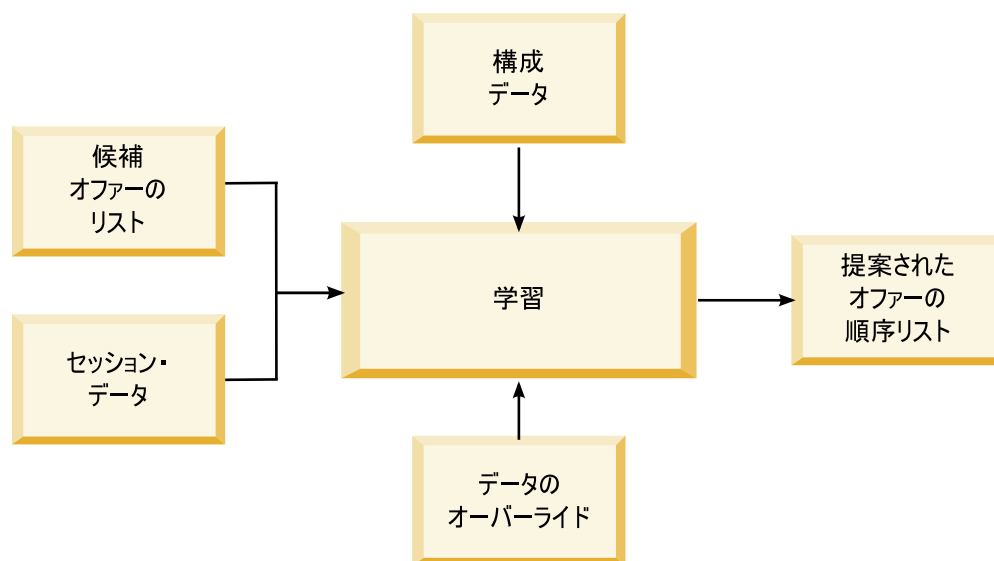 構成
データ
候補
オファーの
リスト
学習
提案された
オファーの
順序リスト
セッション・
データ
データの
オーバーライド